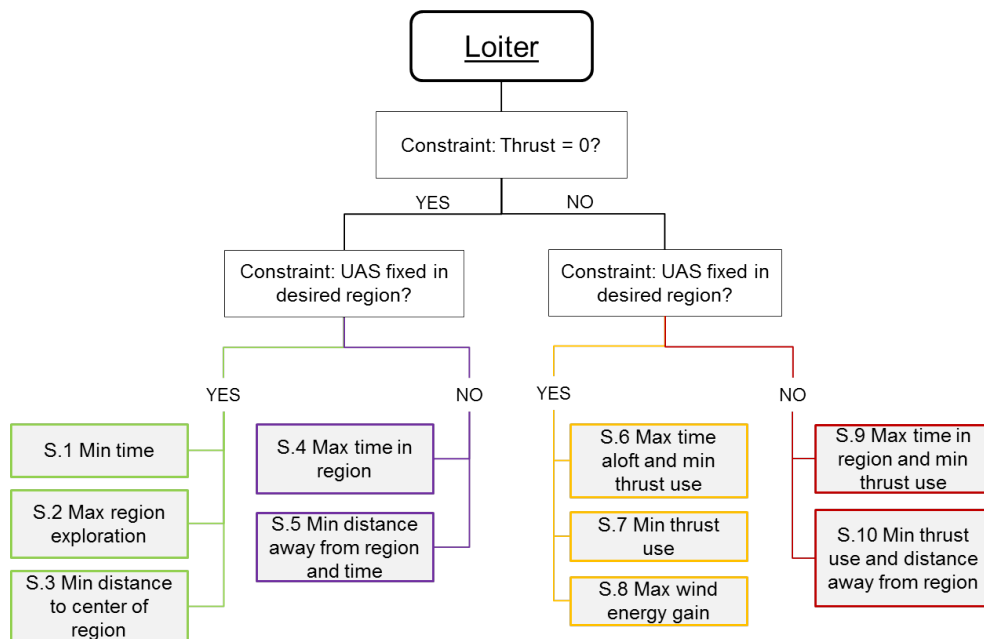 Loiter
Constraint: Thrust = 0?
YES
NO
Constraint: UAS fixed in
desired region?
Constraint: UAS fixed in
desired region?
YES
NO
YES
NO
S.1 Min time
S.2 Max region
exploration
S.3 Min distance
to center of
region
S.4 Max time in
region
S.5 Min distance
away from region
and time
S.6 Max time
aloft and min
thrust use
S.7 Min thrust
use
S.8 Max wind
energy gain
S.9 Max time in
region and min
thrust use
S.10 Min thrust
use and distance
away from region